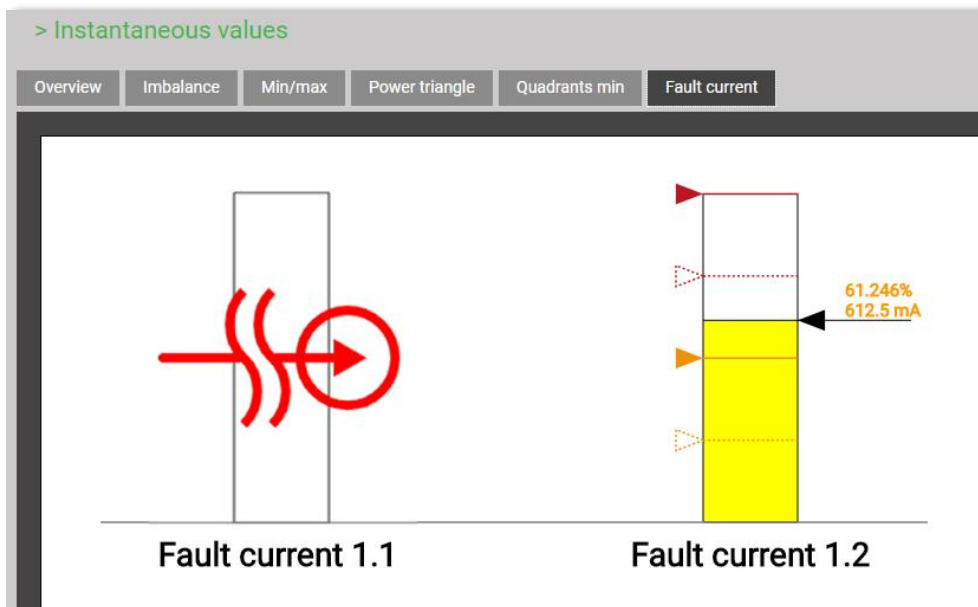 > Instantaneous values
Overview Imbalance Min/max Power triangle Quadrants min Fault current
61.246%
612.5 mA
Fault current 1.1 Fault current 1.2